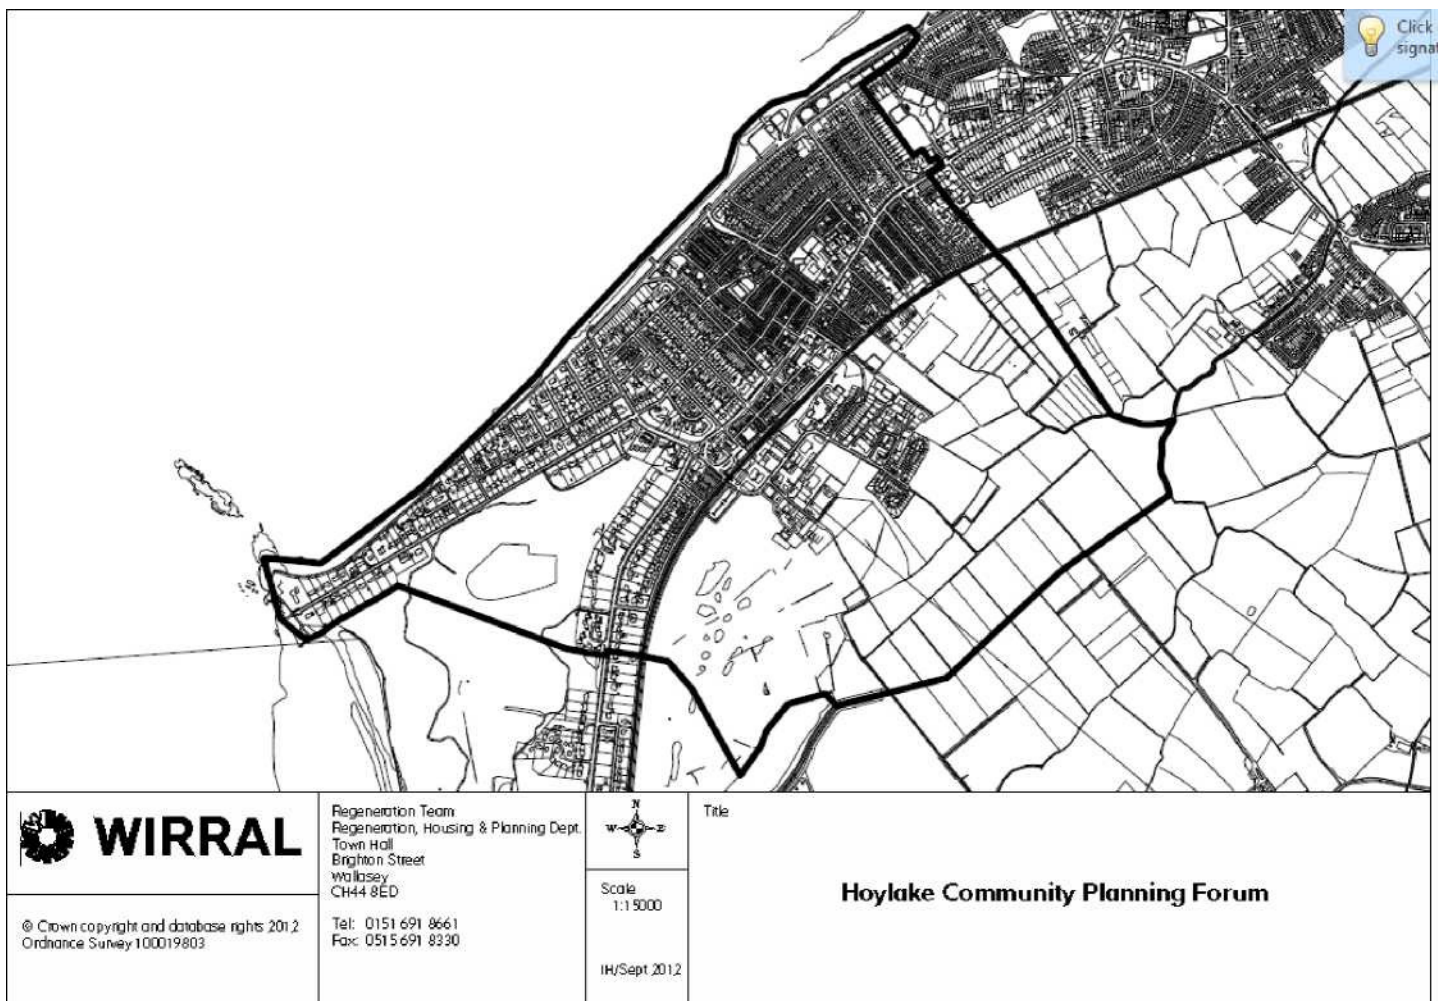 Click
signat
WIRRAL
© Crown copyright and database rights 2012
Ordnance Survey 100019803
Regeneration Team
Regeneration, Housing & Planning Dept.
Town Hall
Brighton Street
Wallasey
CH44 8ED
Tel: 0151 691 8661
Fax: 0515 691 8330
N
W E
S
Scale
1:15000
IH/Sept 2012
Title
Hoylake Community Planning Forum